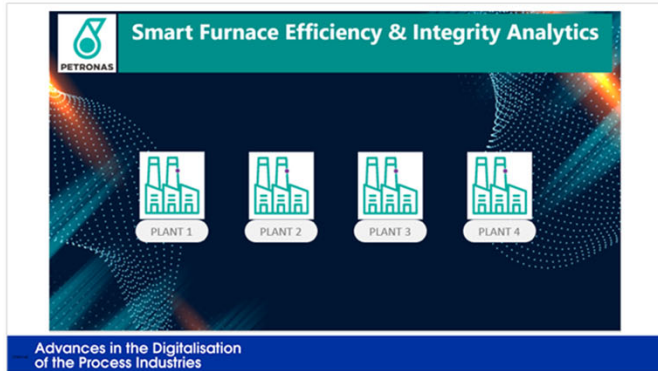 Smart Furnace Efficiency & Integrity Analytics
PETRONAS
PLANT 1
PLANT 2
PLANT 3
PLANT 4
Advances in the Digitalisation
of the Process Industries